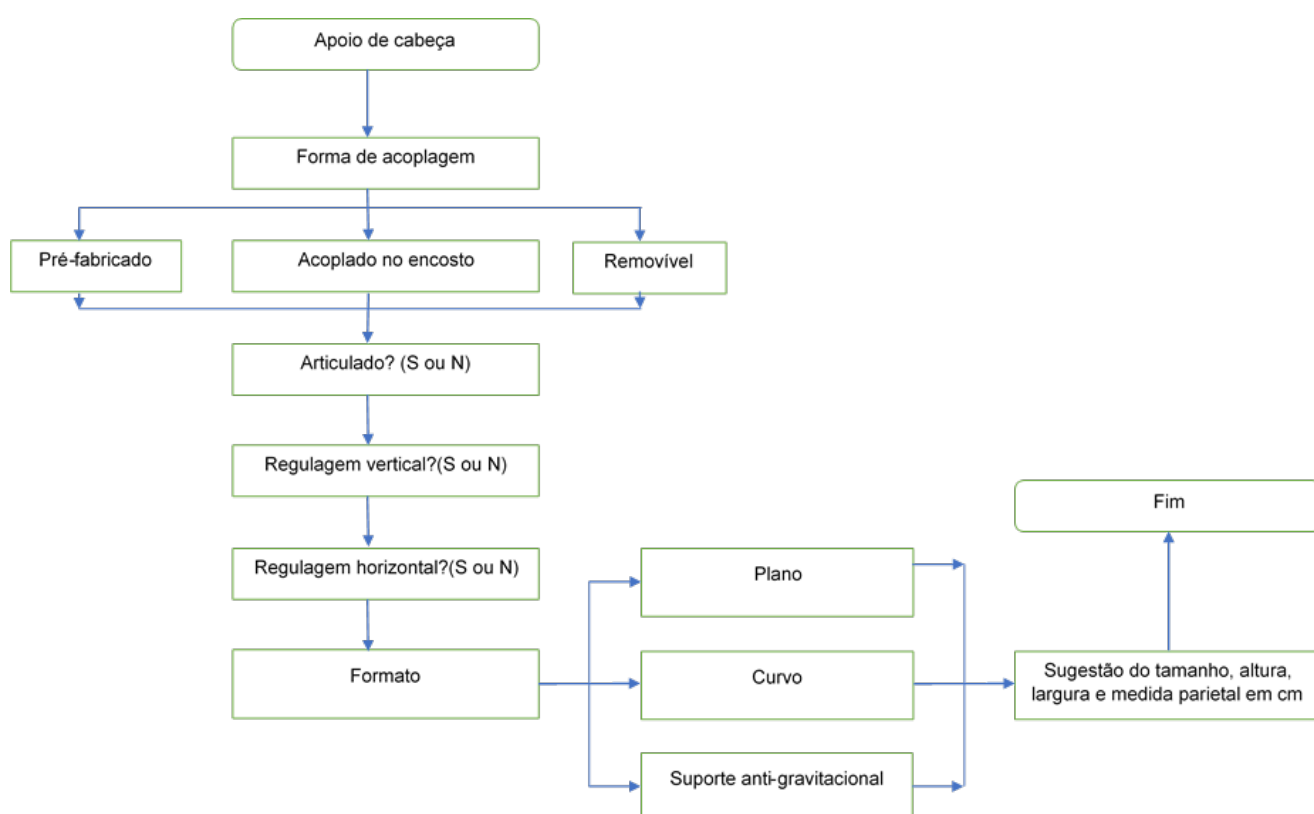 Apoio de cabeça
Forma de acoplagem
Pré-fabricado
Acoplado no encosto
Removível
Articulado? (S ou N)
Regulagem vertical?(S ou N)
Regulagem horizontal?(S ou N)
Formato
Plano
Curvo
Suporte anti-gravitacional
Sugestão do tamanho, altura,
largura e medida parietal em cm
Fim